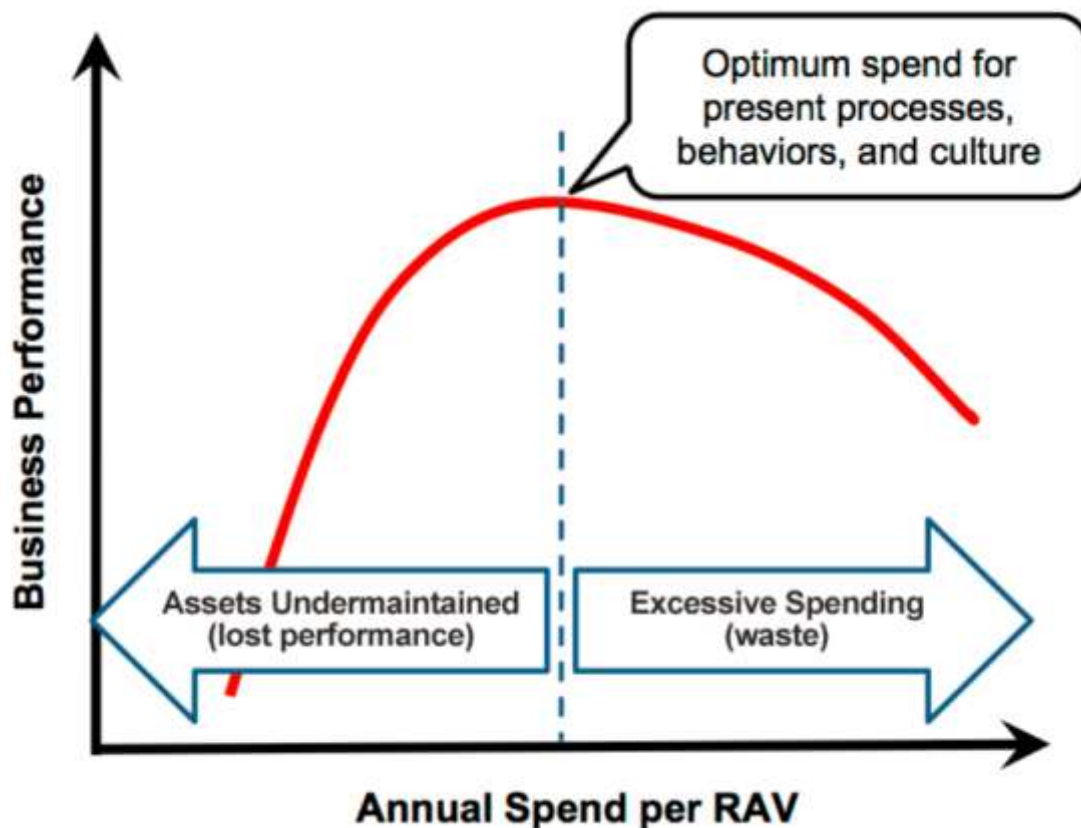 Optimum spend for
present processes,
behaviors, and culture
Business Performance
Assets Undermaintained
(lost performance)
Excessive Spending
(waste)
Annual Spend per RAV